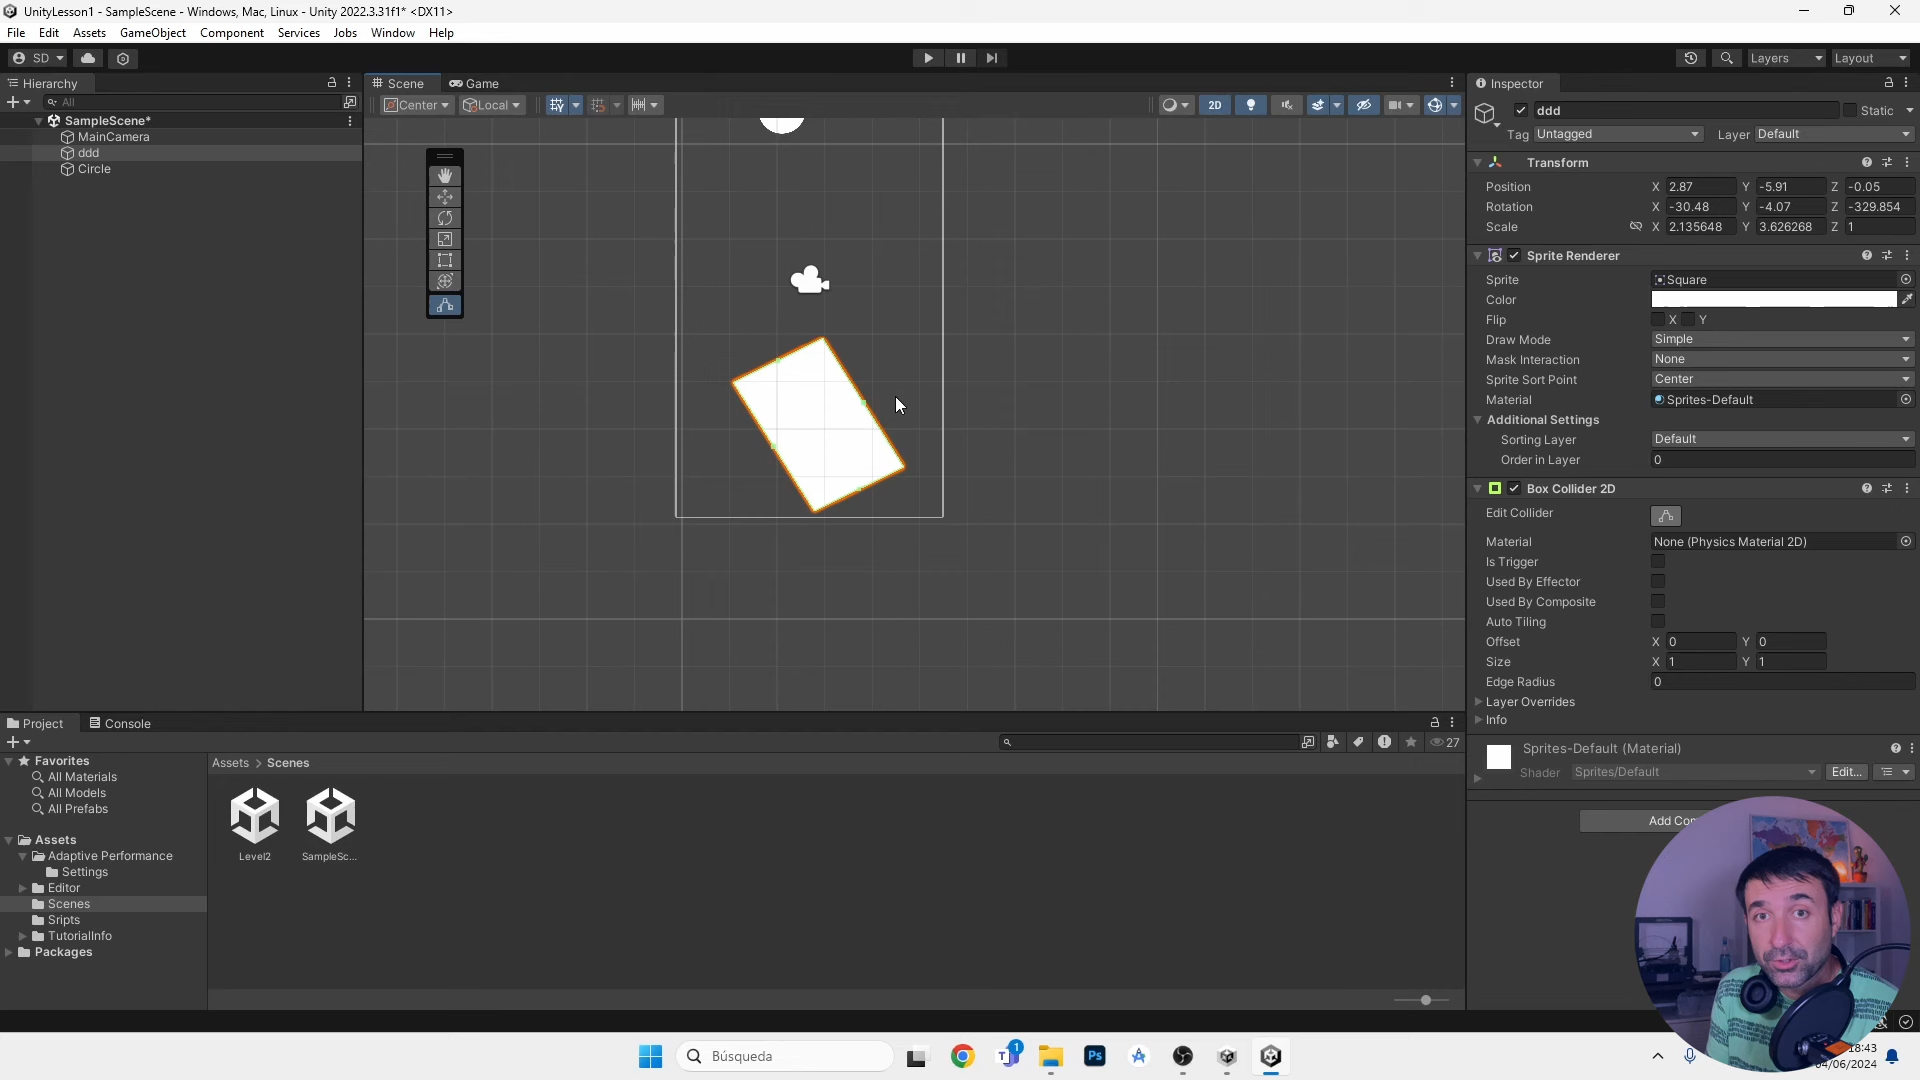 UnityLesson1 - SampleScene - Windows, Mac, Linux - Unity 2022.3.31f1* <DX11>
File Edit Assets GameObject Component Services Jobs Window Help
SD
Layers Layout
Hierarchy
All
SampleScene*
MainCamera
ddd
Circle
Scene Game
Center Local 2D
Inspector
ddd Static
Tag Untagged Layer Default
Transform
Position X 2.87 Y -5.91 Z -0.05
Rotation X -30.48 Y -4.07 Z -329.854
Scale X 2.135648 Y 3.626268 Z 1
Sprite Renderer
Sprite Square
Color
Flip X Y
Draw Mode Simple
Mask Interaction None
Sprite Sort Point Center
Material Sprites-Default
Additional Settings
Sorting Layer Default
Order in Layer 0
Box Collider 2D
Edit Collider
Material None (Physics Material 2D)
Is Trigger
Used By Effector
Used By Composite
Auto Tiling
Offset X 0 Y 0
Size X 1 Y 1
Edge Radius 0
Layer Overrides
Info
Sprites-Default (Material)
Shader Sprites/Default Edit...
Add Con
Project Console
27
Favorites
All Materials
All Models
All Prefabs
Assets
Adaptive Performance
Settings
Editor
Scenes
Sripts
TutorialInfo
Packages
Assets > Scenes
Level2 SampleSc...
Búsqueda
1
Ps
18:43
04/06/2024